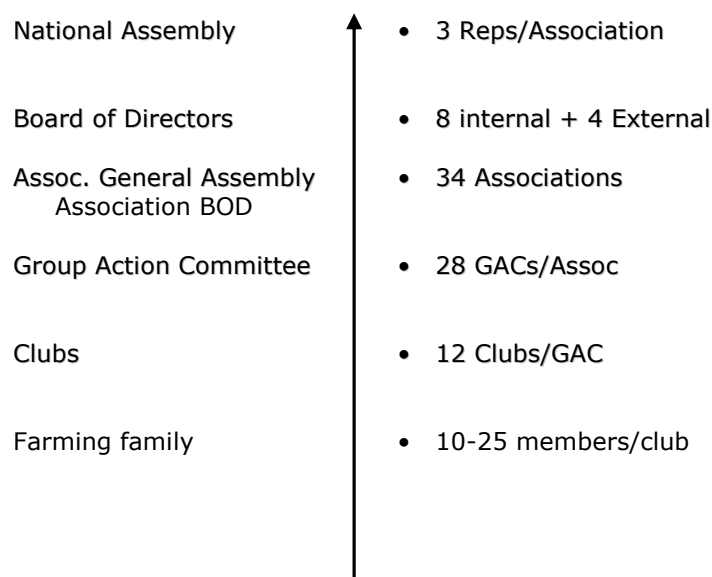 National Assembly
• 3 Reps/Association
Board of Directors
• 8 internal + 4 External
Assoc. General Assembly
• 34 Associations
Association BOD
Group Action Committee
• 28 GACs/Assoc
Clubs
• 12 Clubs/GAC
Farming family
• 10-25 members/club